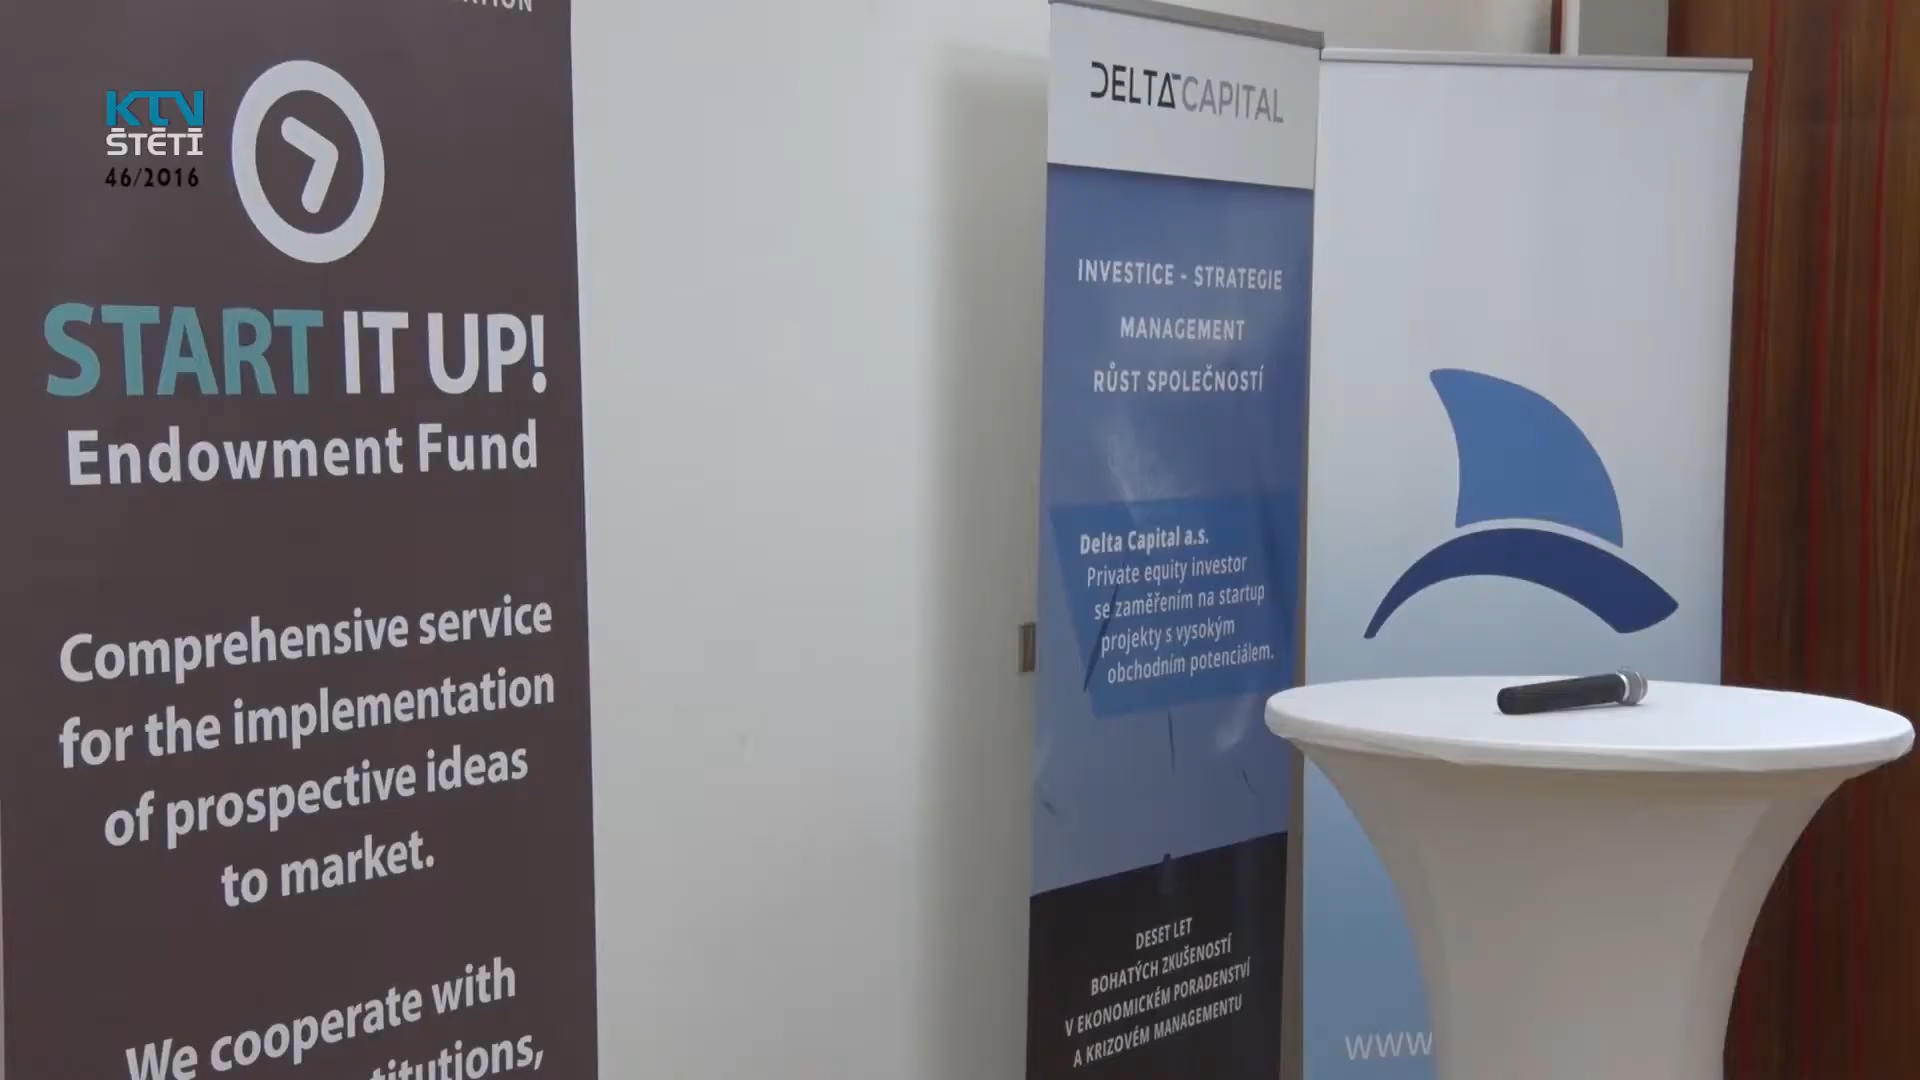 KTV
ŠTĚTÍ
46/2016
START IT UP!
Endowment Fund
Comprehensive service
for the implementation
of prospective ideas
to market.
We cooperate with
DELTA CAPITAL
INVESTICE - STRATEGIE
MANAGEMENT
RŮST SPOLEČNOSTÍ
Delta Capital a.s.
Private equity investor
se zaměřením na startup
projekty s vysokým
obchodním potenciálem.
DESET LET
BOHATÝCH ZKUŠENOSTÍ
V EKONOMICKÉM PORADENSTVÍ
A KRIZOVÉM MANAGEMENTU
www